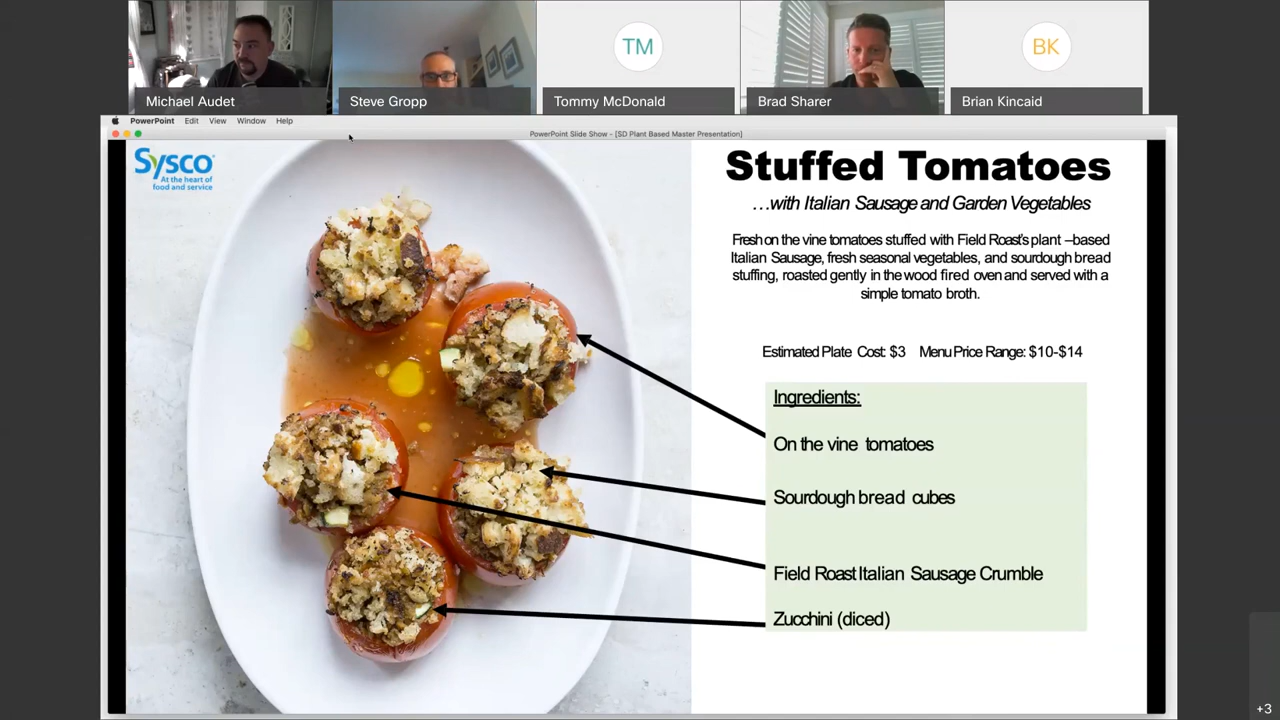 TM
BK
Michael Audet
Steve Gropp
Tommy McDonald
Brad Sharer
Brian Kincaid
PowerPoint Edit View Window Help
PowerPoint Slide Show - [SD Plant Based Master Presentation]
Sysco
At the heart of
food and service
Stuffed Tomatoes
...with Italian Sausage and Garden Vegetables
Fresh on the vine tomatoes stuffed with Field Roast's plant –based
Italian Sausage, fresh seasonal vegetables, and sourdough bread
stuffing, roasted gently in the wood fired oven and served with a
simple tomato broth.
Estimated Plate Cost: $3 Menu Price Range: $10-$14
Ingredients:
On the vine tomatoes
Sourdough bread cubes
Field Roast Italian Sausage Crumble
Zucchini (diced)
+3